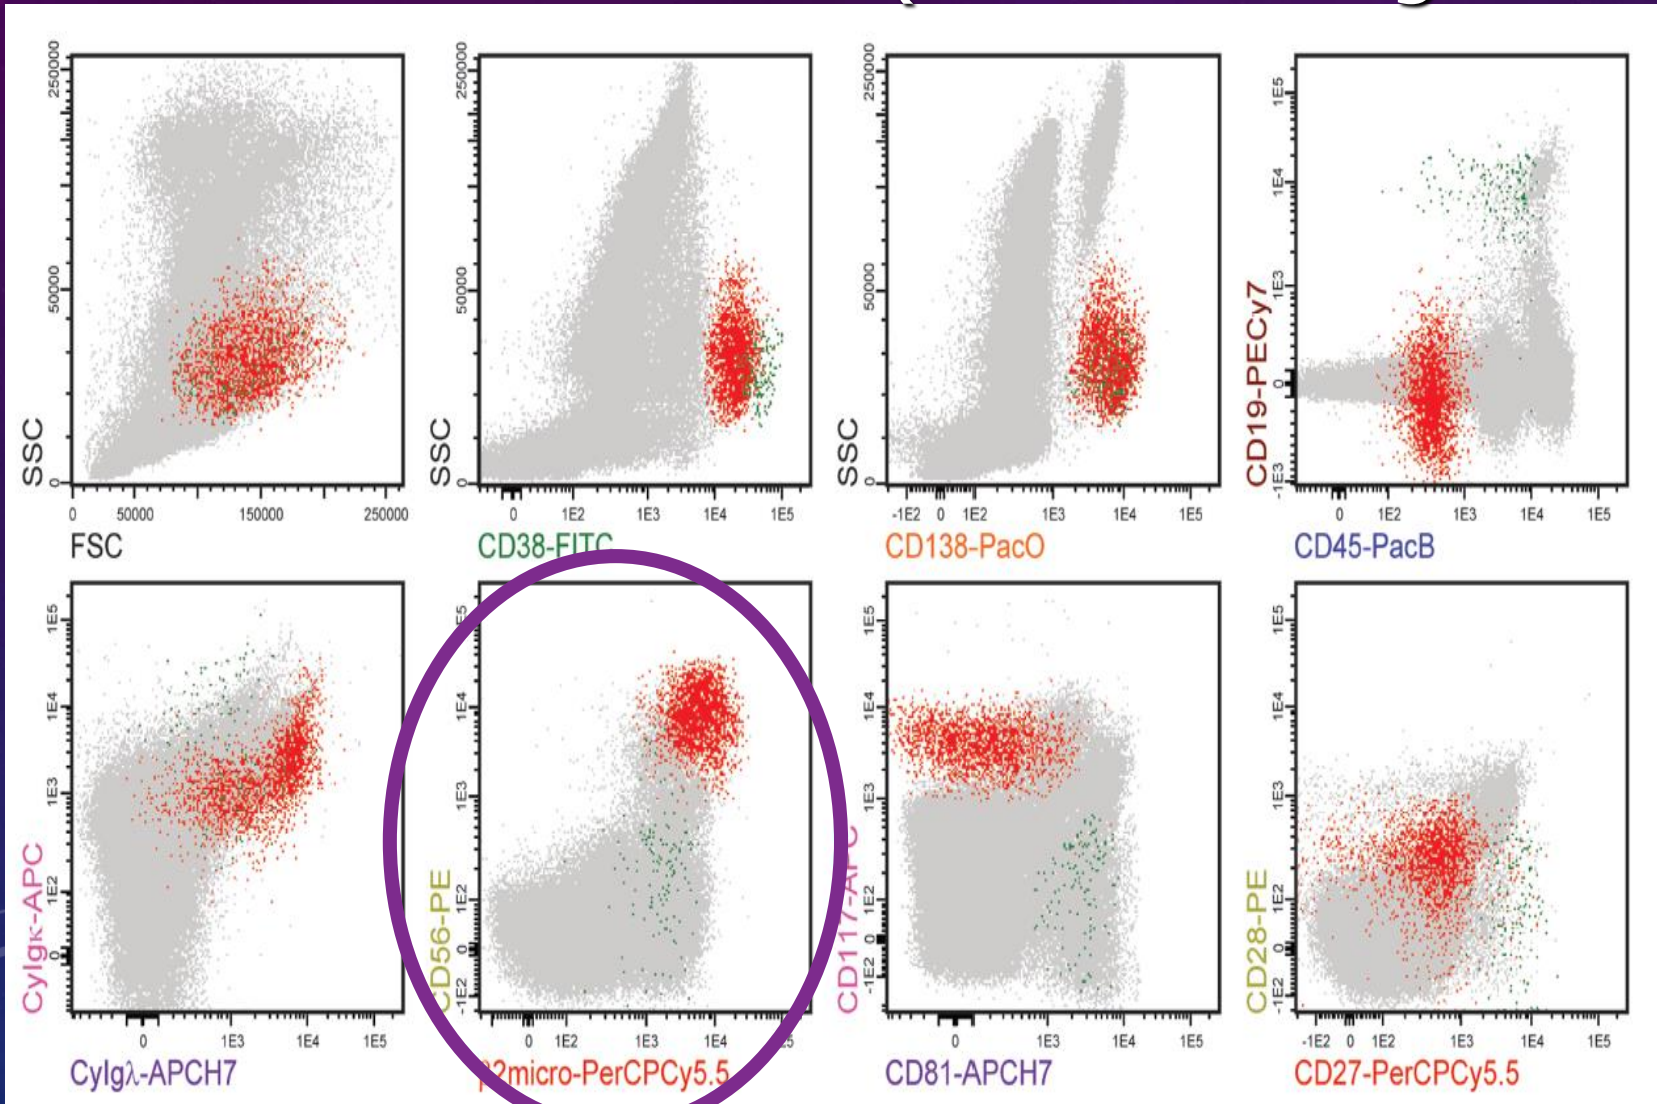 250000
50000
0
SSC
0
50000
150000
250000
FSC
250000
50000
0
SSC
0
1E2
1E3
1E4
1E5
CD38-FITC
250000
50000
0
SSC
-1E2
0
1E2
1E3
1E4
1E5
CD138-PacO
1E5
1E4
1E3
0
-1E3
CD19-PECy7
0
1E2
1E3
1E4
1E5
CD45-PacB
1E5
1E4
1E3
1E2
0
CyIgκ-APC
0
1E3
1E4
1E5
CyIgλ-APCH7
1E5
1E4
1E3
1E2
0
-1E2
CD56-PE
0
1E2
1E3
1E4
β2micro-PerCPCy5.5
1E5
1E4
1E3
1E2
0
-1E2
CD117-APC
0
1E3
1E4
1E5
CD81-APCH7
1E5
1E4
1E3
1E2
0
-1E2
CD28-PE
-1E2
0
1E2
1E3
1E4
1E5
CD27-PerCPCy5.5